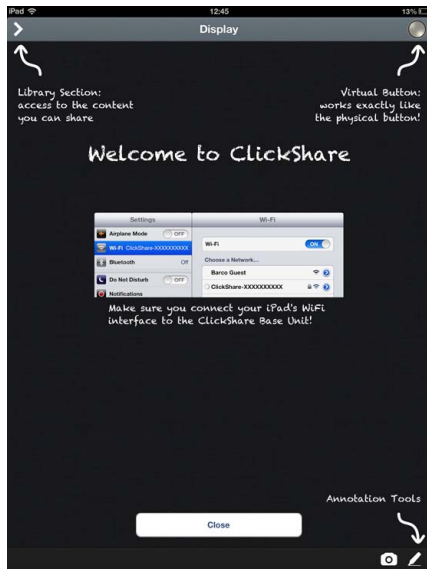 iPad 12:45 13%
Display
Library Section:
access to the content
you can share
Virtual Button:
works exactly like
the physical button!
Welcome to ClickShare
Settings
Airplane Mode OFF
Wi-Fi ClickShare-XXXXXXXXXX
Bluetooth Off
Do Not Disturb OFF
Notifications
Wi-Fi
Wi-Fi ON
Choose a Network...
Barco Guest
ClickShare-XXXXXXXXXX
Make sure you connect your iPad's WiFi
interface to the ClickShare Base Unit!
Annotation Tools
Close